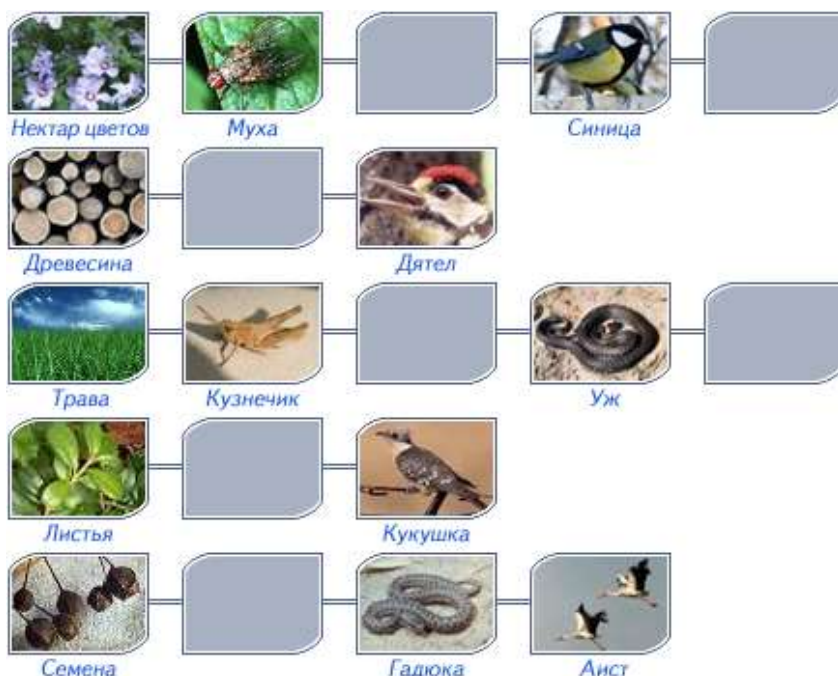 Нектар цветов Муха Синица
Древесина Дятел
Трава Кузнечик Уж
Листья Кукушка
Семена Гадюка Аист